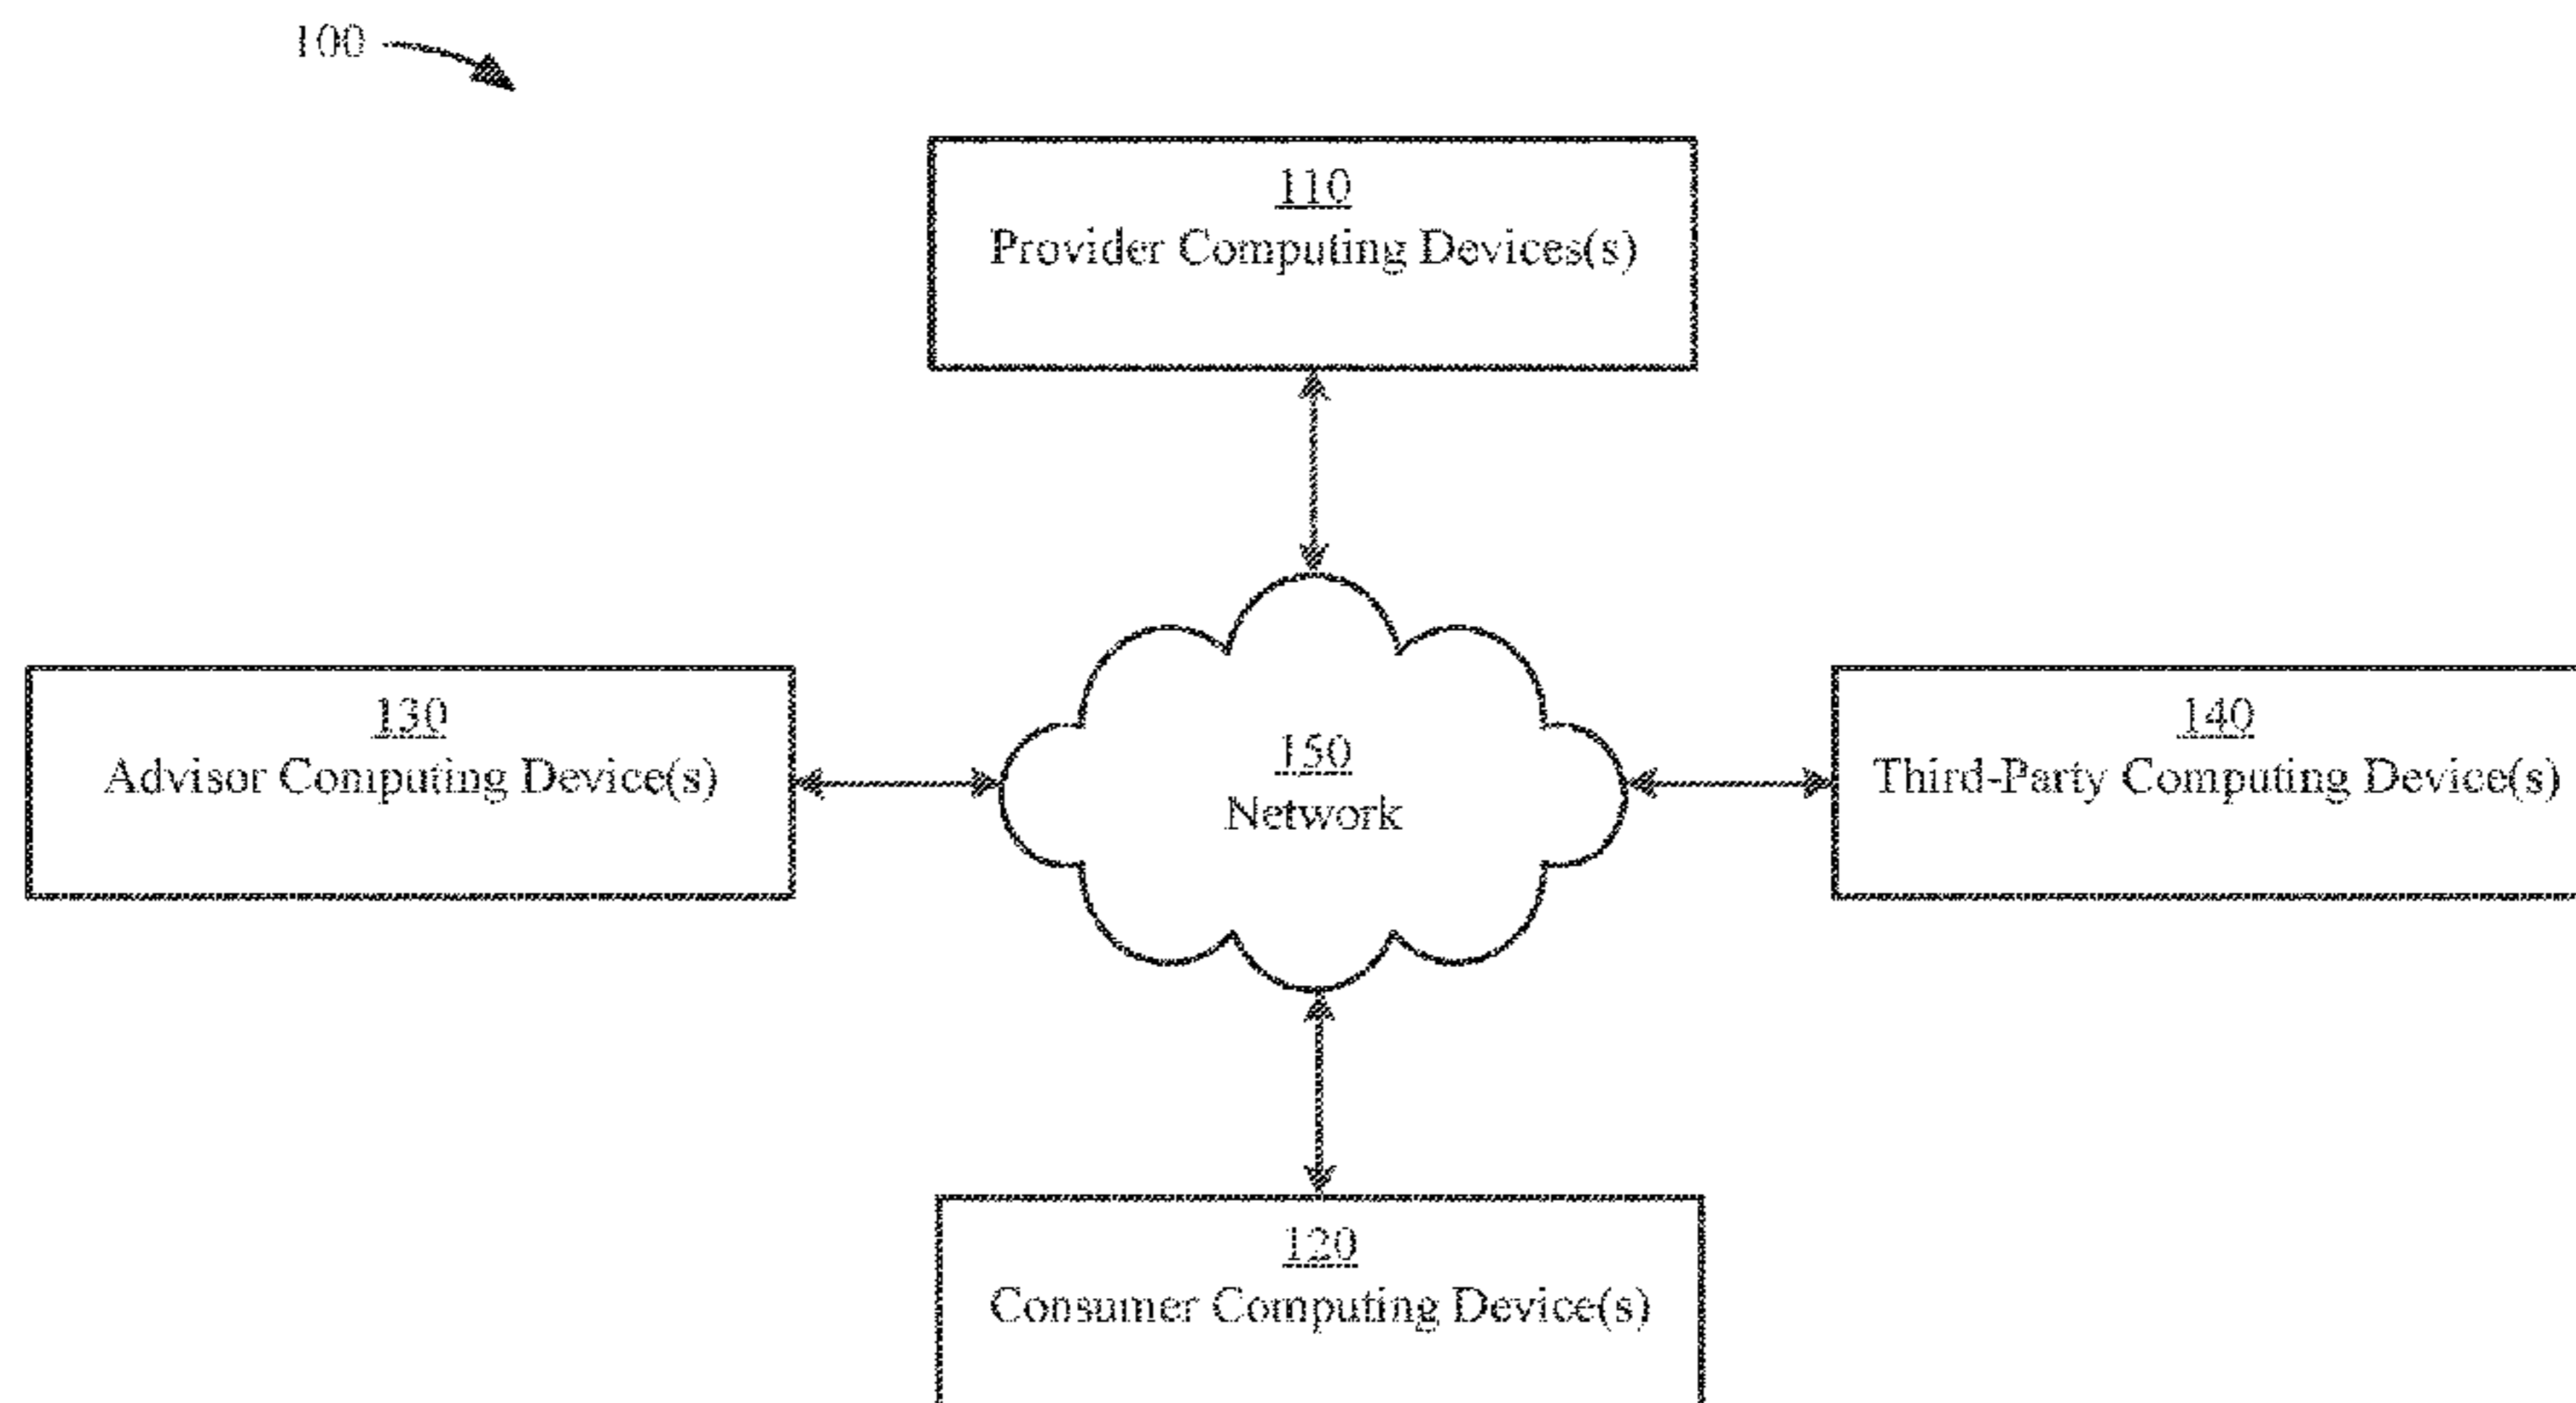 100
110
Provider Computing Devices(s)
130
Advisor Computing Device(s)
150
Network
140
Third-Party Computing Device(s)
120
Consumer Computing Device(s)